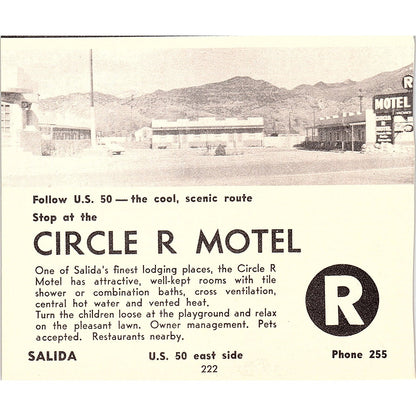 R
MOTEL
Follow U.S. 50 — the cool, scenic route
Stop at the
CIRCLE R MOTEL
One of Salida's finest lodging places, the Circle R
Motel has attractive, well-kept rooms with tile
shower or combination baths, cross ventilation,
central hot water and vented heat.
Turn the children loose at the playground and relax
on the pleasant lawn. Owner management. Pets
accepted. Restaurants nearby.
R
SALIDA U.S. 50 east side Phone 255
222